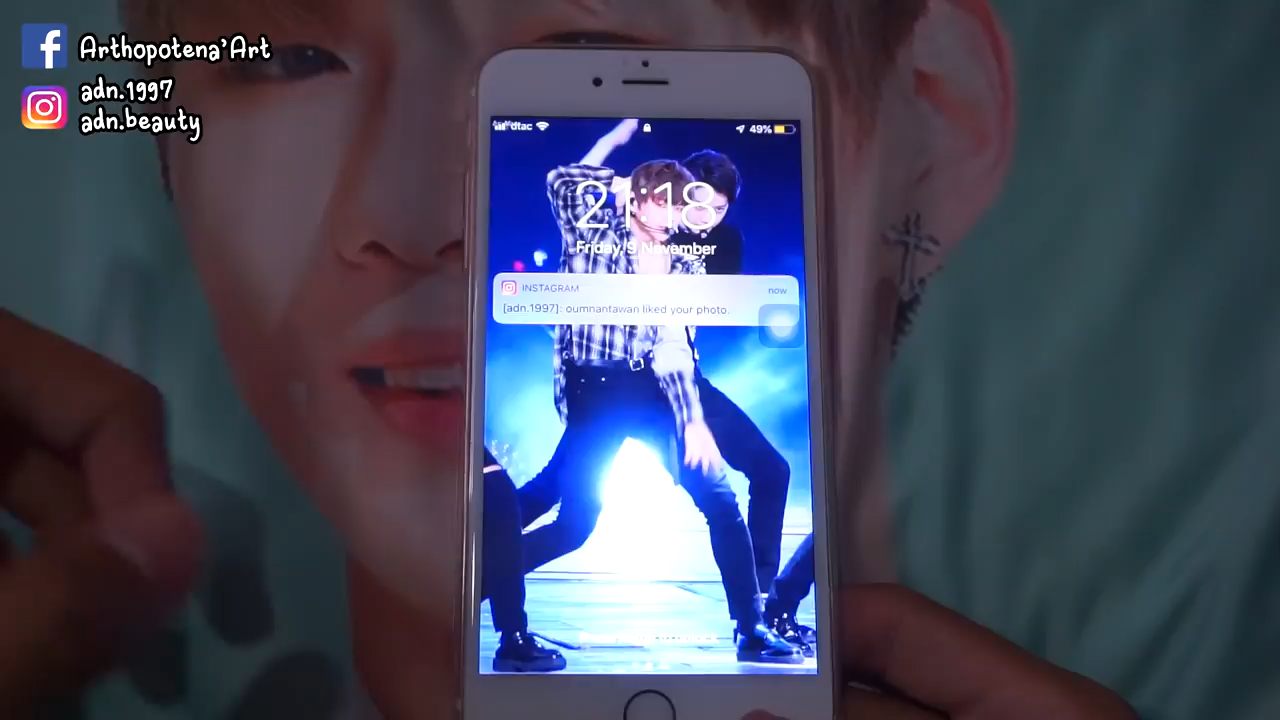 Arthopotena'Art
adn.1997
adn.beauty
dtac
49%
21:18
Friday, 9 November
INSTAGRAM
now
[adn.1997]: oumnantawan liked your photo.